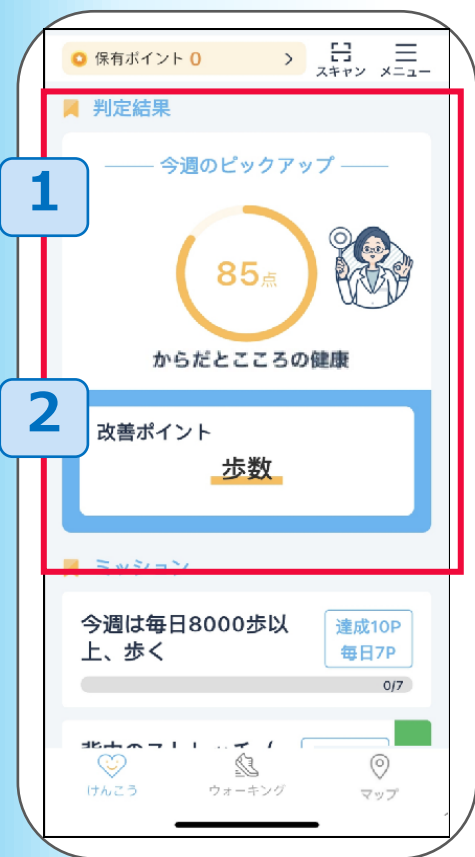 保有ポイント 0 >
スキャン メニュー
判定結果
1
今週のピックアップ
85点
からだとこころの健康
2
改善ポイント
歩数
ミッション
今週は毎日8000歩以
上、歩く
達成10P
毎日7P
0/7
けんこう ウォーキング マップ